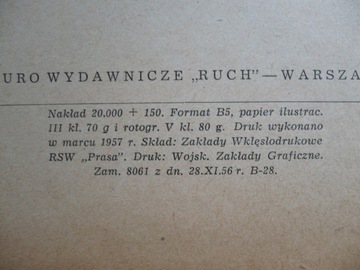 URO WYDAWNICZE „RUCH" — WARSZA
Nakład 20.000 + 150. Format B5, papier ilustrac.
III kl. 70 g i rotogr. V kl. 80 g. Druk wykonano
w marcu 1957 r. Skład: Zakłady Wklęsłodrukowe
RSW „Prasa". Druk: Wojsk. Zakłady Graficzne.
Zam. 8061 z dn. 28.XI.56 r. B-28.